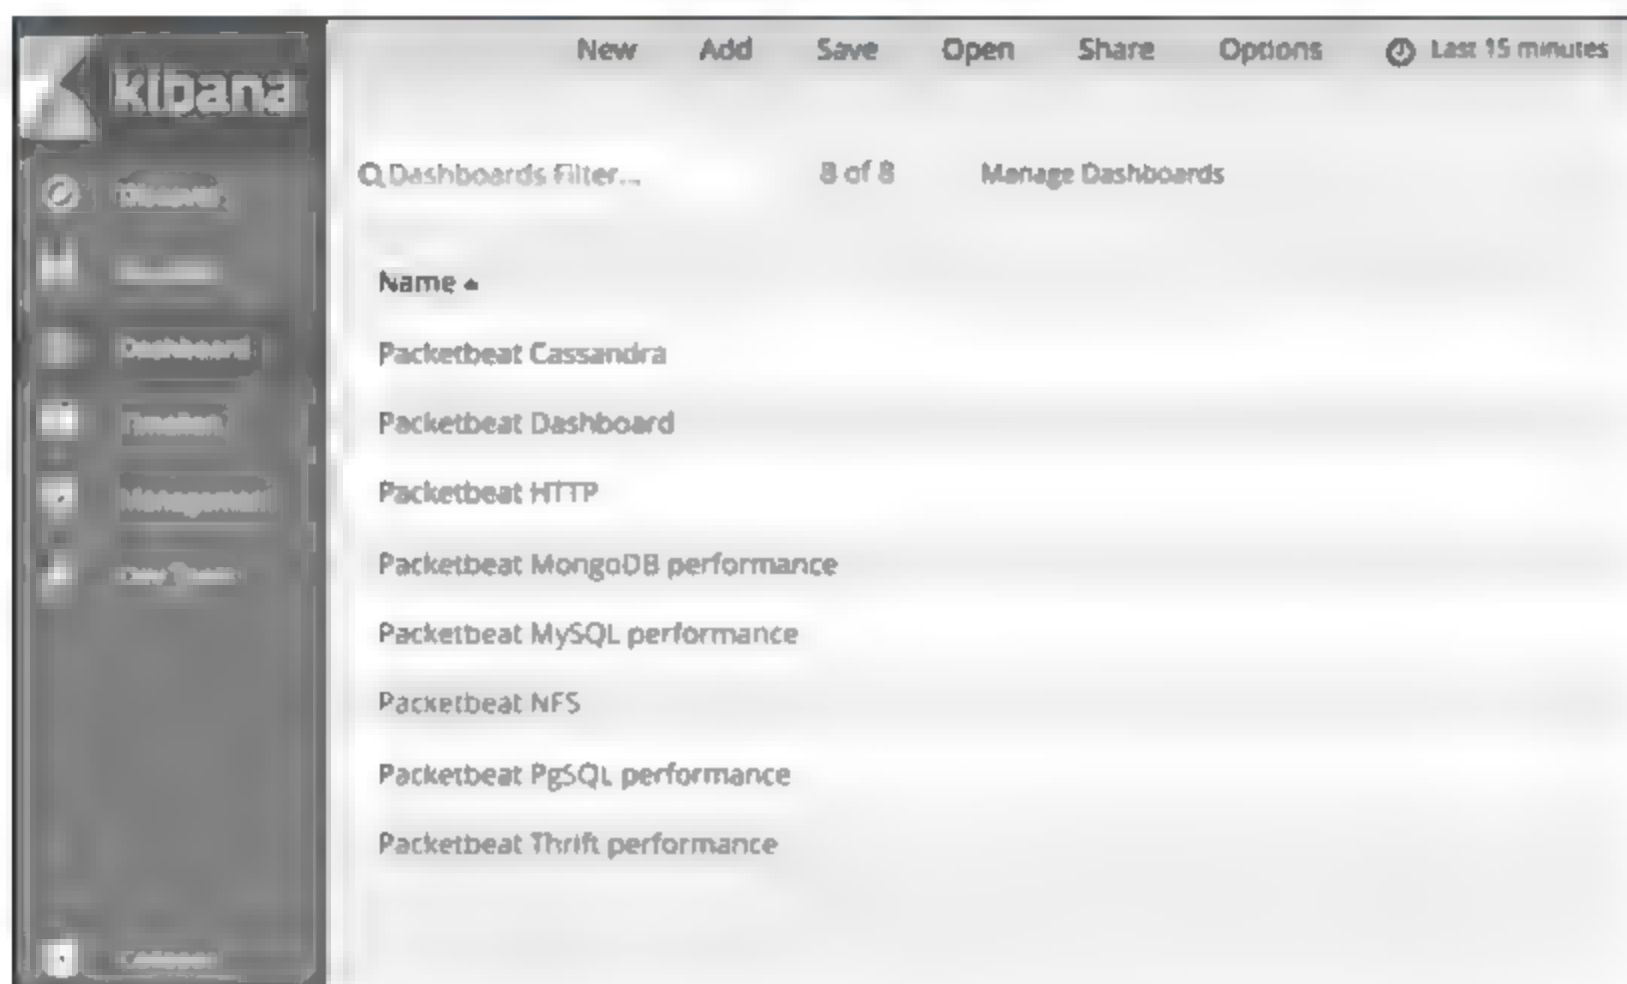 kibana
New Add Save Open Share Options Last 15 minutes
Dashboards Filter... 8 of 8 Manage Dashboards
Name
Packetbeat Cassandra
Packetbeat Dashboard
Packetbeat HTTP
Packetbeat MongoDB performance
Packetbeat MySQL performance
Packetbeat NFS
Packetbeat PgSQL performance
Packetbeat Thrift performance